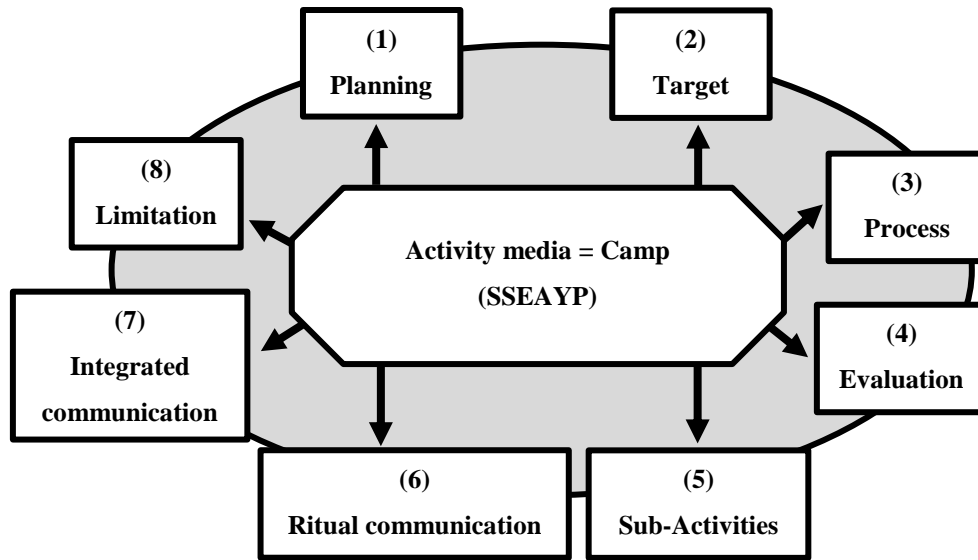 (1)
Planning
(2)
Target
(8)
Limitation
(3)
Process
Activity media = Camp
(SSEAYP)
(7)
Integrated
communication
(4)
Evaluation
(6)
Ritual communication
(5)
Sub-Activities